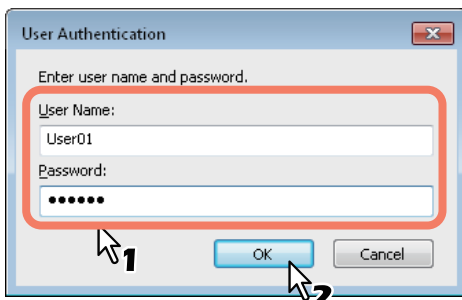 User Authentication
Enter user name and password.
User Name:
User01
Password:
••••••
1
OK Cancel
2